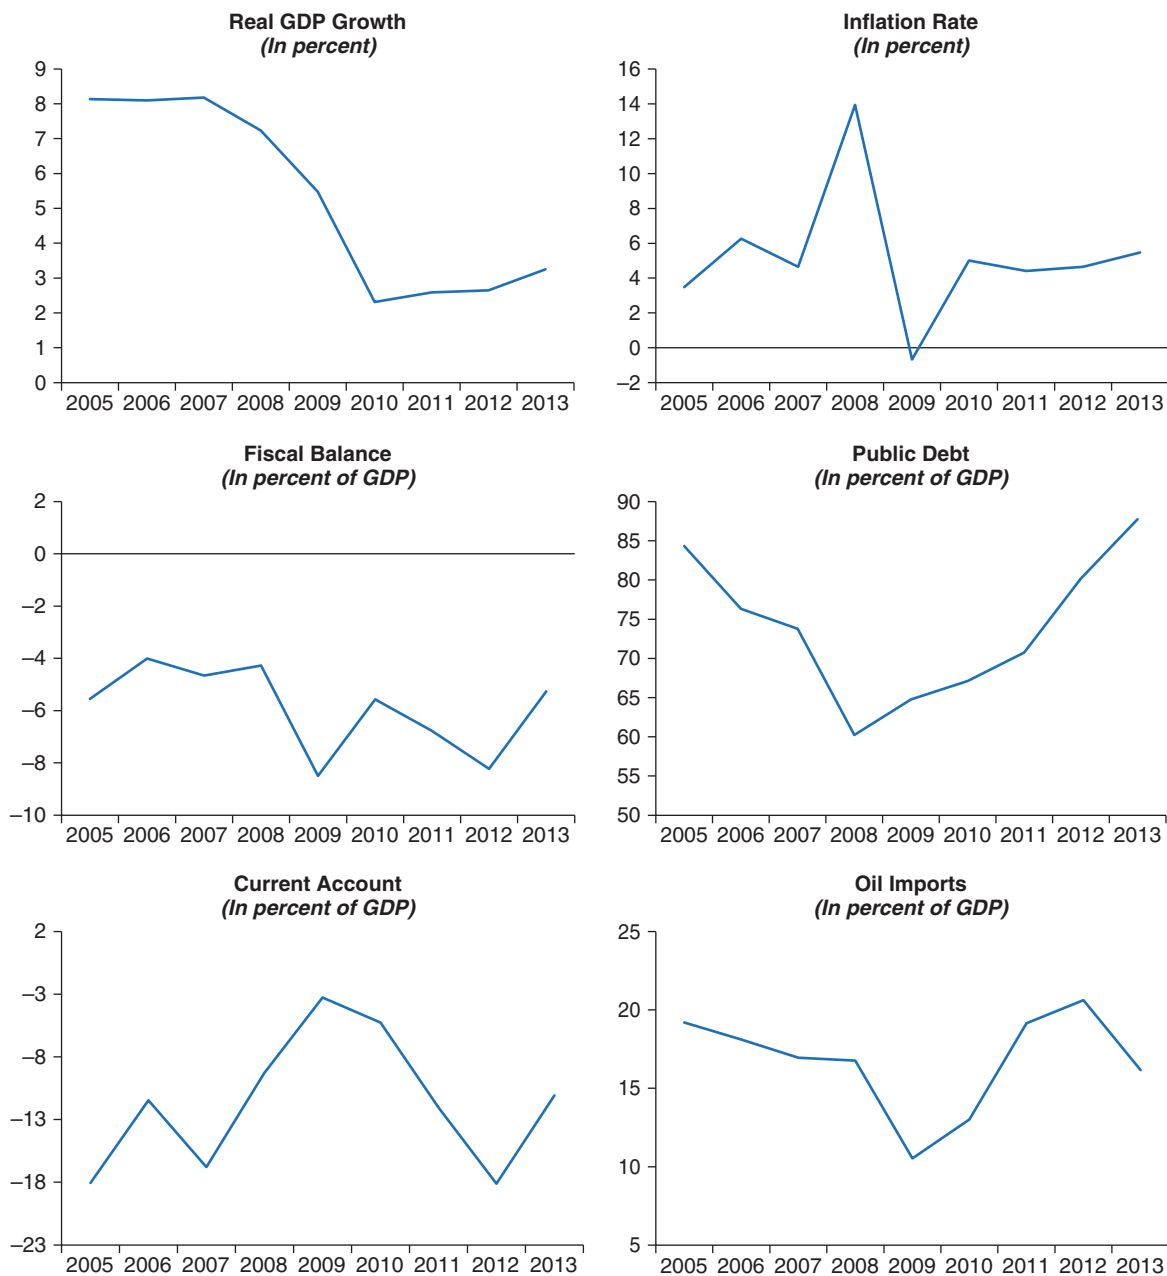 Real GDP Growth
(In percent)
9
8
7
6
5
4
3
2
1
0
2005 2006 2007 2008 2009 2010 2011 2012 2013
Inflation Rate
(In percent)
16
14
12
10
8
6
4
2
0
–2
2005 2006 2007 2008 2009 2010 2011 2012 2013
Fiscal Balance
(In percent of GDP)
2
0
–2
–4
–6
–8
–10
2005 2006 2007 2008 2009 2010 2011 2012 2013
Public Debt
(In percent of GDP)
90
85
80
75
70
65
60
55
50
2005 2006 2007 2008 2009 2010 2011 2012 2013
Current Account
(In percent of GDP)
2
–3
–8
–13
–18
–23
2005 2006 2007 2008 2009 2010 2011 2012 2013
Oil Imports
(In percent of GDP)
25
20
15
10
5
2005 2006 2007 2008 2009 2010 2011 2012 2013